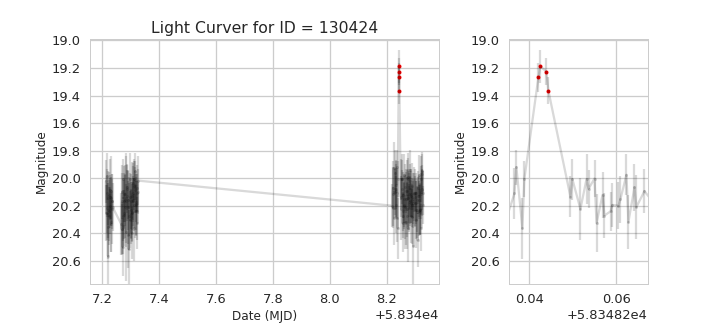 Light Curver for ID = 130424
Magnitude
19.0
19.2
19.4
19.6
19.8
20.0
20.2
20.4
20.6
7.2 7.4 7.6 7.8 8.0 8.2
Date (MJD)
+5.834e4
Magnitude
19.0
19.2
19.4
19.6
19.8
20.0
20.2
20.4
20.6
0.04 0.06
+5.83482e4